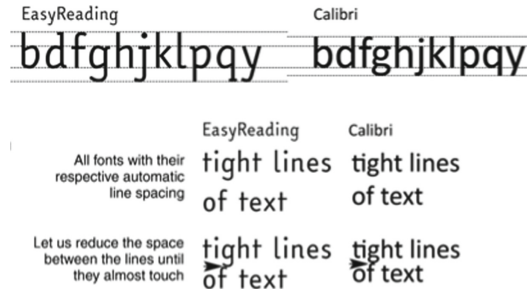 EasyReading Calibri
bdfghjklpqy bdfghjklpqy
EasyReading Calibri
All fonts with their
respective automatic
line spacing
tight lines
of text
tight lines
of text
Let us reduce the space
between the lines until
they almost touch
tight lines
of text
tight lines
of text